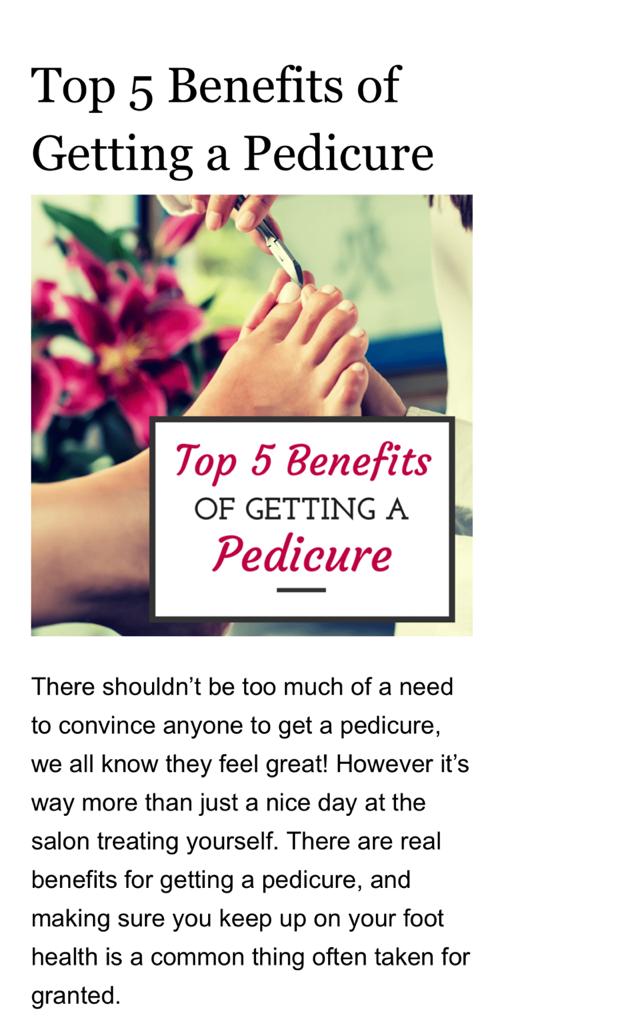 Top 5 Benefits of
Getting a Pedicure
Top 5 Benefits
OF GETTING A
Pedicure
There shouldn’t be too much of a need
to convince anyone to get a pedicure,
we all know they feel great! However it’s
way more than just a nice day at the
salon treating yourself. There are real
benefits for getting a pedicure, and
making sure you keep up on your foot
health is a common thing often taken for
granted.